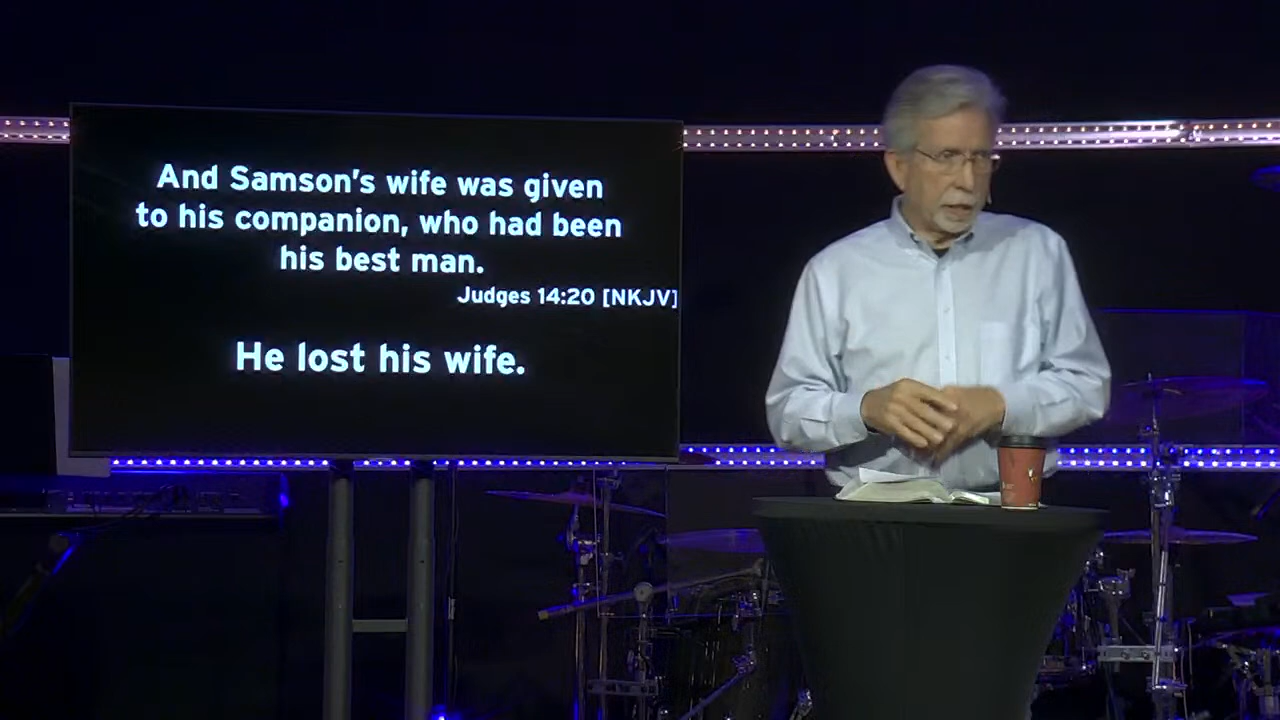 And Samson's wife was given
to his companion, who had been
his best man.
Judges 14:20 [NKJV]
He lost his wife.